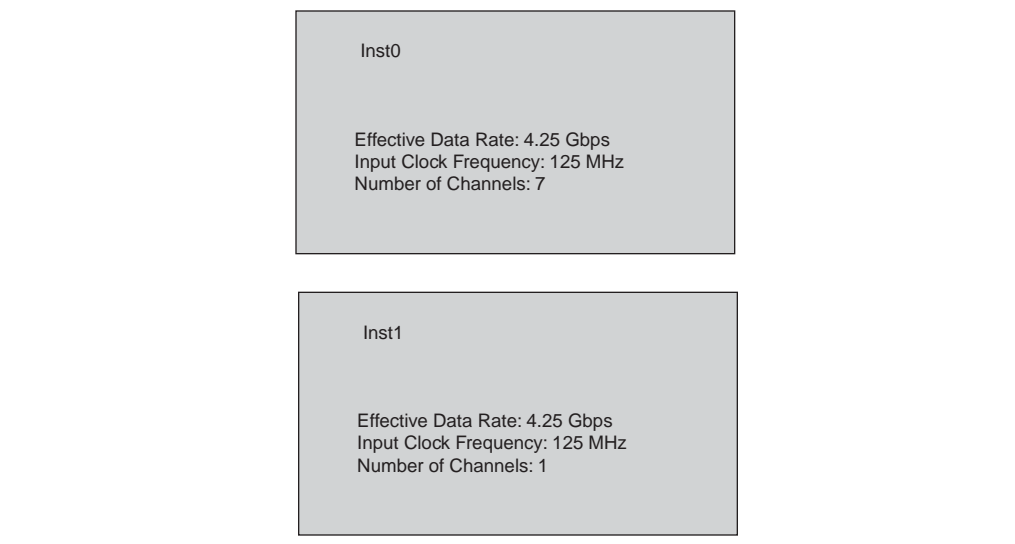 Inst0
Effective Data Rate: 4.25 Gbps
Input Clock Frequency: 125 MHz
Number of Channels: 7
Inst1
Effective Data Rate: 4.25 Gbps
Input Clock Frequency: 125 MHz
Number of Channels: 1